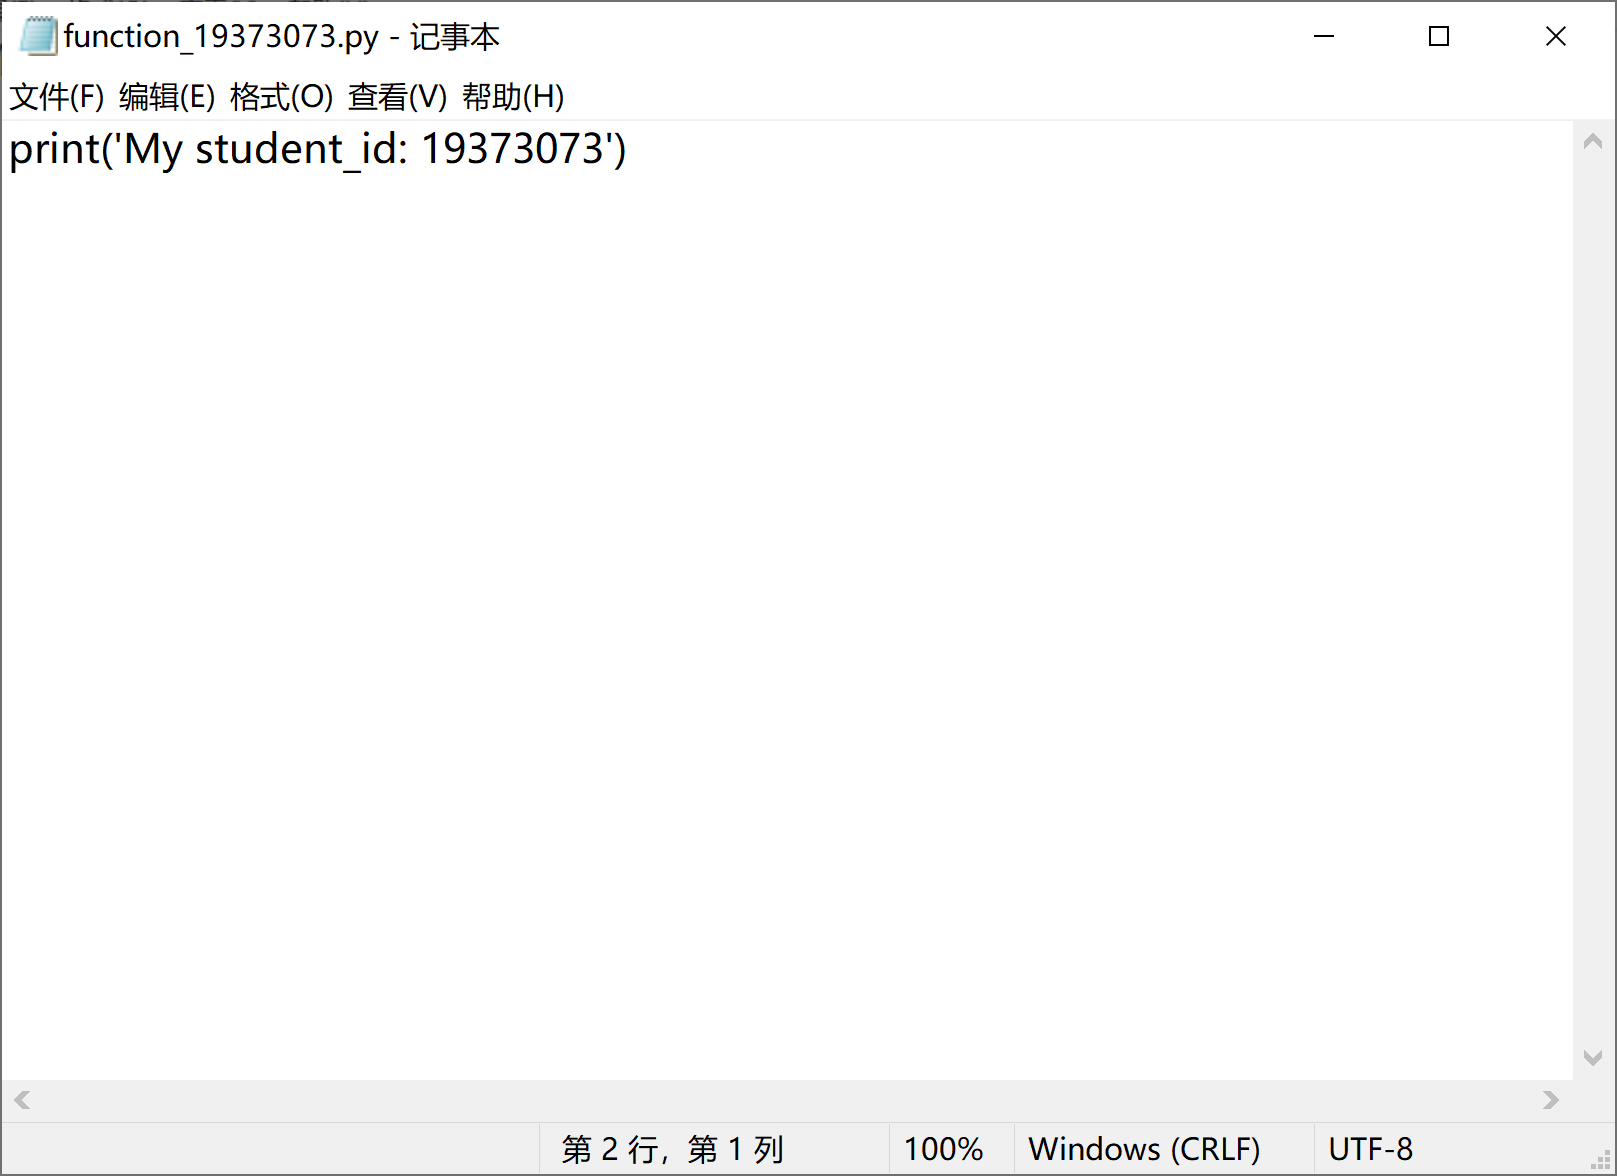 function_19373073.py - 记事本
文件(F) 编辑(E) 格式(O) 查看(V) 帮助(H)
print('My student_id: 19373073')
第 2 行，第 1 列 100% Windows (CRLF) UTF-8